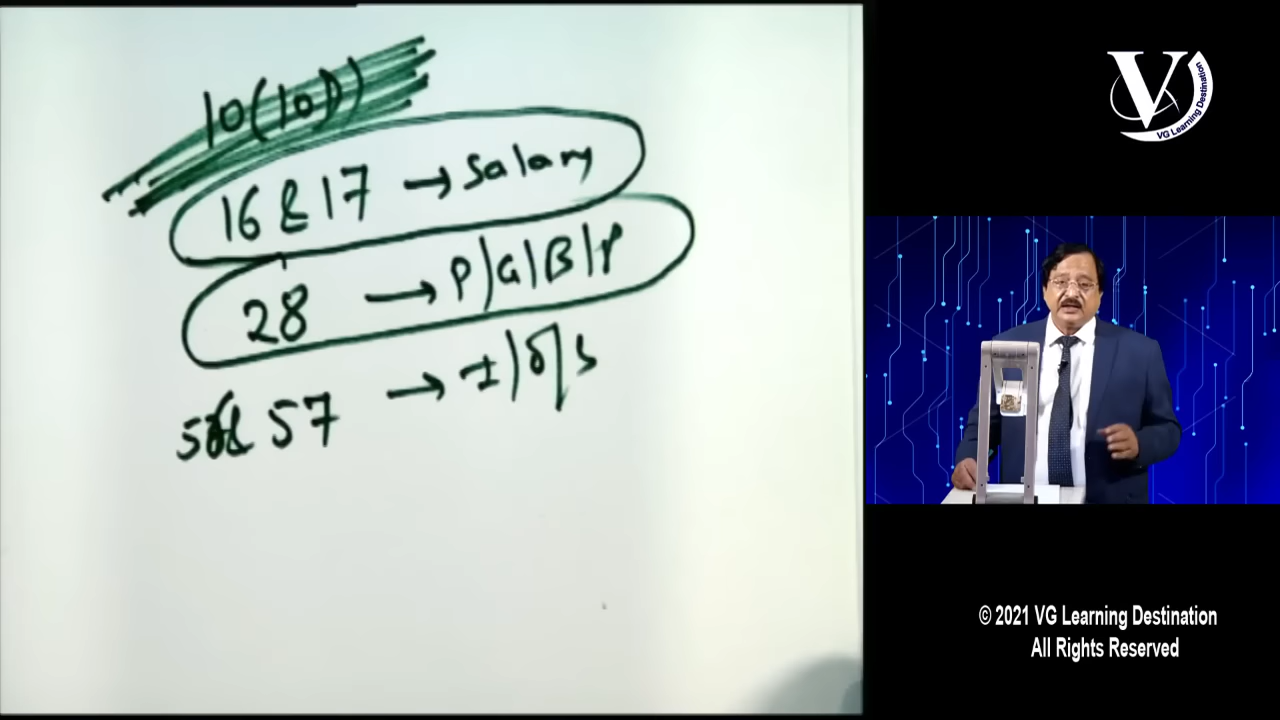 10(10D)
16 & 17 → Salary
28 → P/G/B/P
56& 57 → I/O/S
V
VG Learning Destination
© 2021 VG Learning Destination
All Rights Reserved